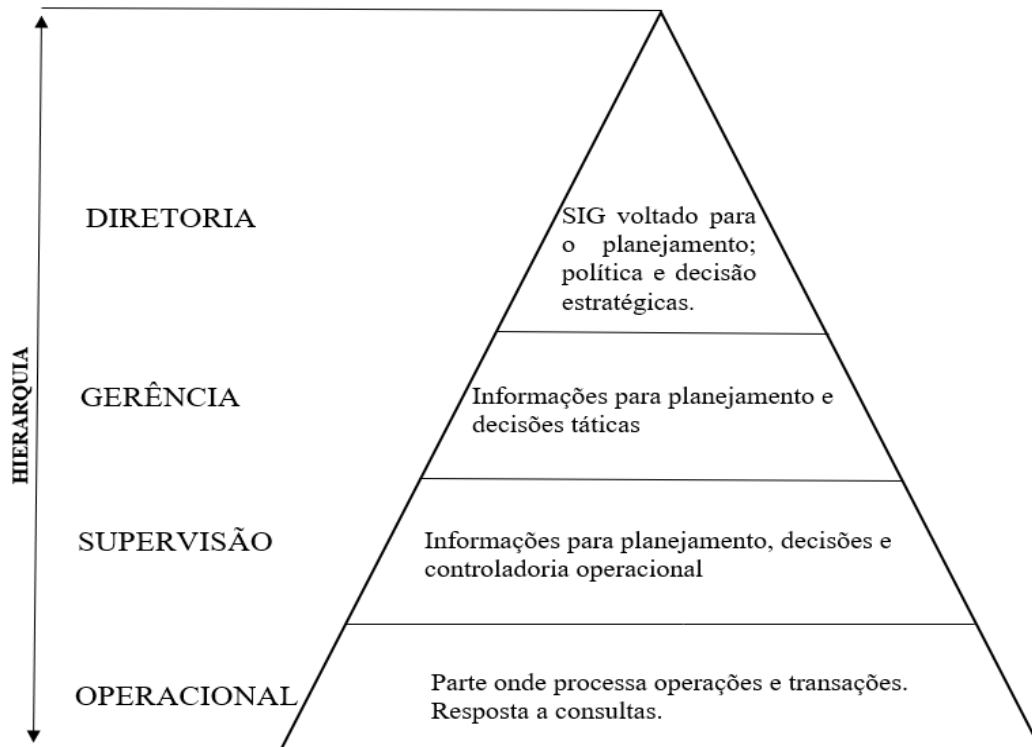 HIERARQUIA
DIRETORIA
SIG voltado para
o planejamento;
política e decisão
estratégicas.
GERÊNCIA
Informações para planejamento e
decisões táticas
SUPERVISÃO
Informações para planejamento, decisões e
controladoria operacional
OPERACIONAL
Parte onde processa operações e transações.
Resposta a consultas.